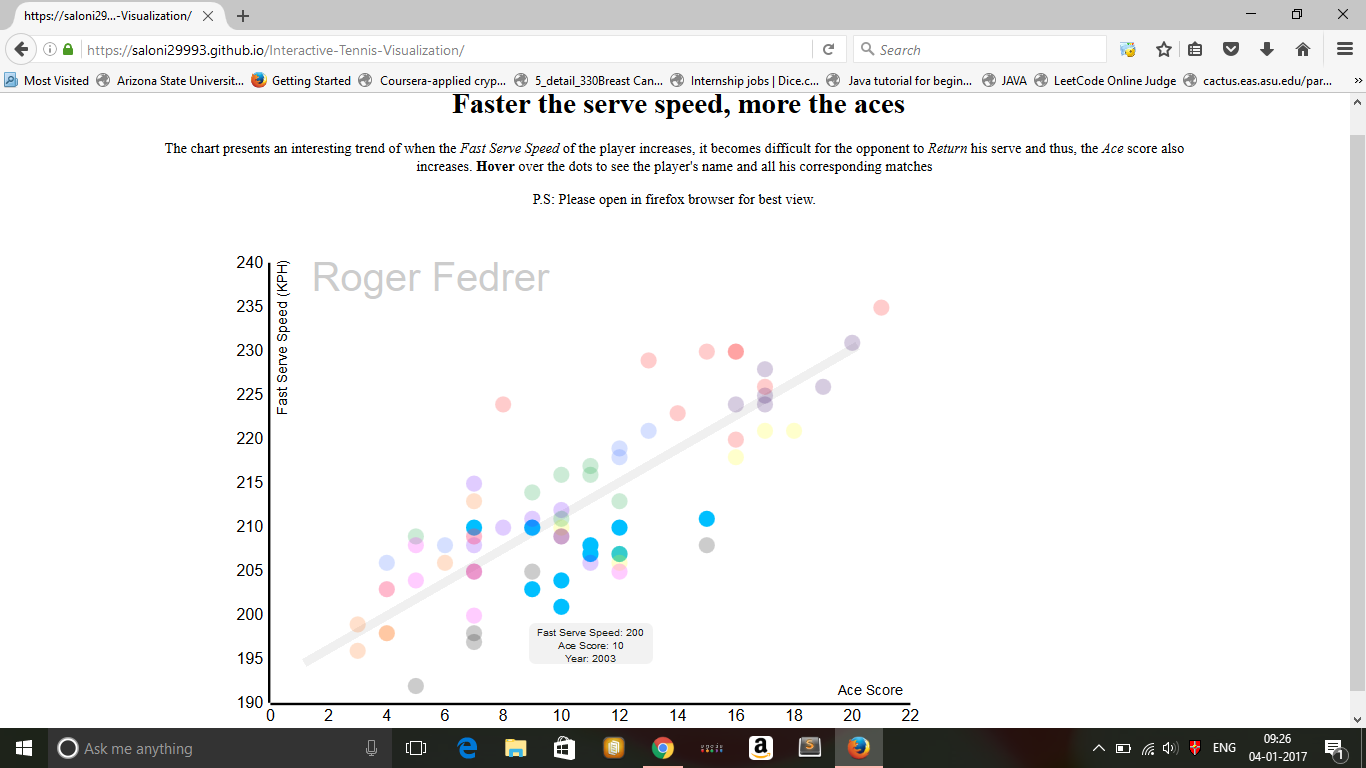 https://saloni29...-Visualization/
https://saloni29993.github.io/Interactive-Tennis-Visualization/
Search
Most Visited
Arizona State Universit...
Getting Started
Coursera-applied cryp...
5_detail_330Breast Can...
Internship jobs | Dice.c...
Java tutorial for begin...
JAVA
LeetCode Online Judge
cactus.eas.asu.edu/par...
Faster the serve speed, more the aces
The chart presents an interesting trend of when the Fast Serve Speed of the player increases, it becomes difficult for the opponent to Return his serve and thus, the Ace score also
increases. Hover over the dots to see the player's name and all his corresponding matches
P.S: Please open in firefox browser for best view.
Roger Fedrer
Fast Serve Speed (KPH)
240
235
230
225
220
215
210
205
200
195
190
Fast Serve Speed: 200
Ace Score: 10
Year: 2003
Ace Score
0 2 4 6 8 10 12 14 16 18 20 22
Ask me anything
ENG
09:26
04-01-2017
1